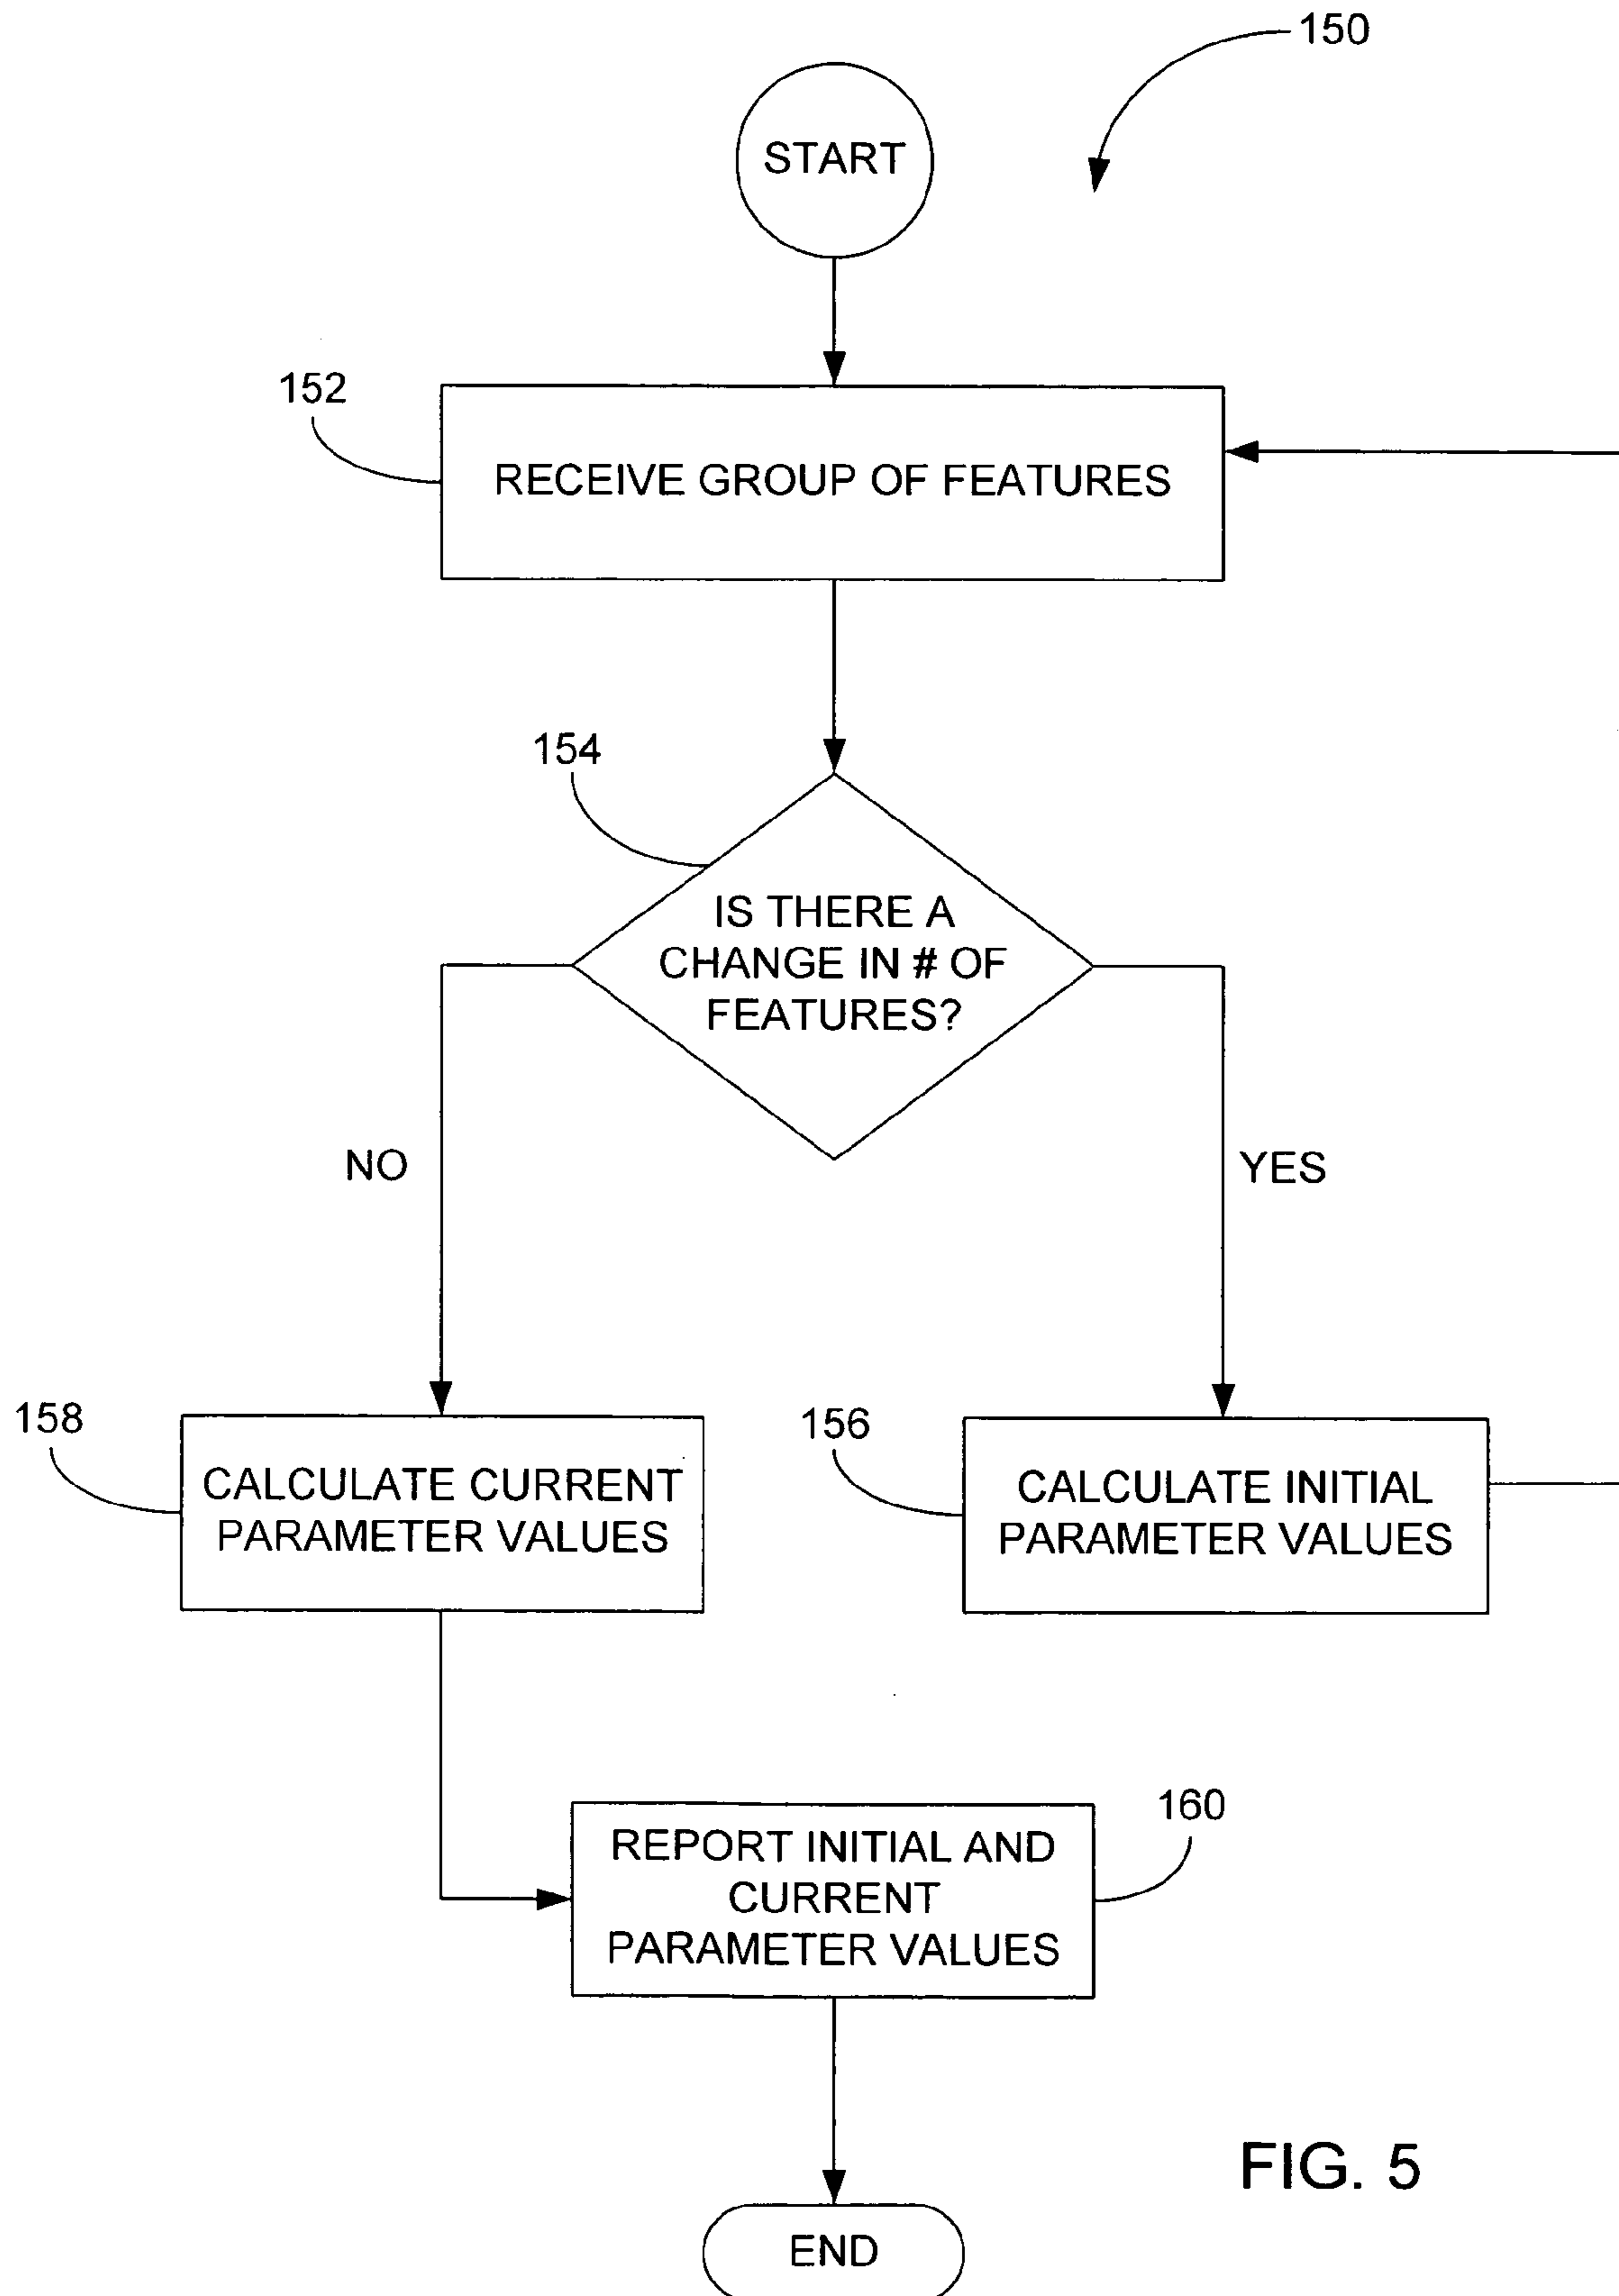 150
START
152
RECEIVE GROUP OF FEATURES
154
IS THERE A
CHANGE IN # OF
FEATURES?
NO
YES
158
CALCULATE CURRENT
PARAMETER VALUES
156
CALCULATE INITIAL
PARAMETER VALUES
160
REPORT INITIAL AND
CURRENT
PARAMETER VALUES
FIG. 5
END